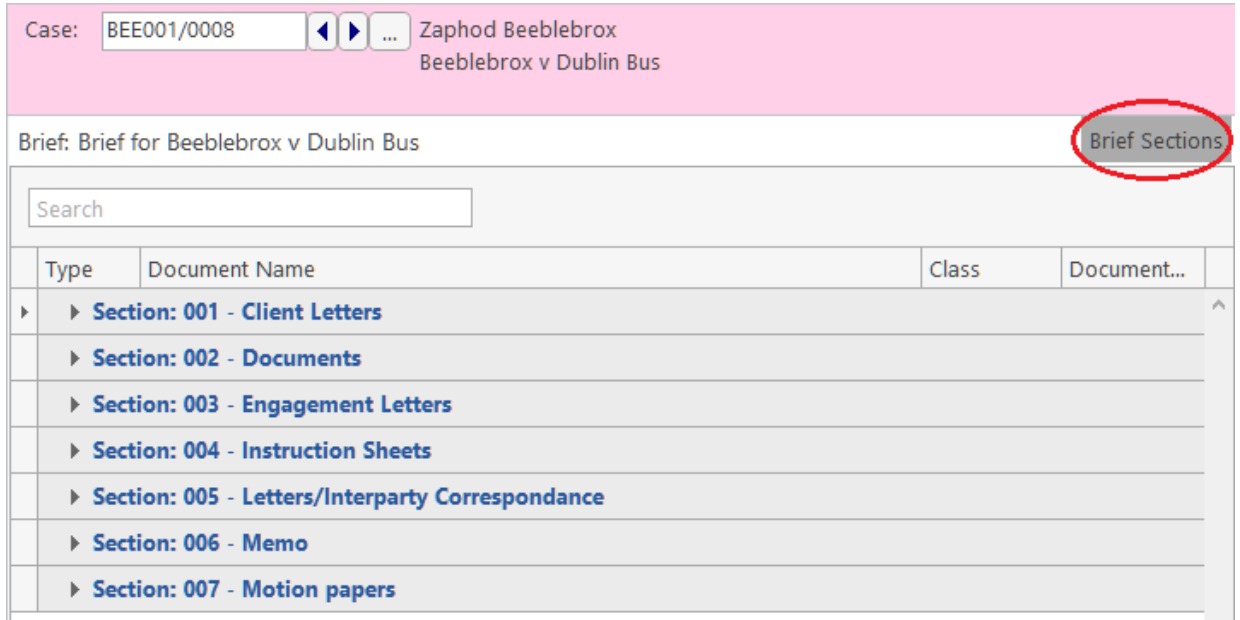 Case: BEE001/0008 ... Zaphod Beeblebrox
Beeblebrox v Dublin Bus
Brief: Brief for Beeblebrox v Dublin Bus Brief Sections
Search
Type Document Name Class Document...
Section: 001 - Client Letters
Section: 002 - Documents
Section: 003 - Engagement Letters
Section: 004 - Instruction Sheets
Section: 005 - Letters/Interparty Correspondance
Section: 006 - Memo
Section: 007 - Motion papers